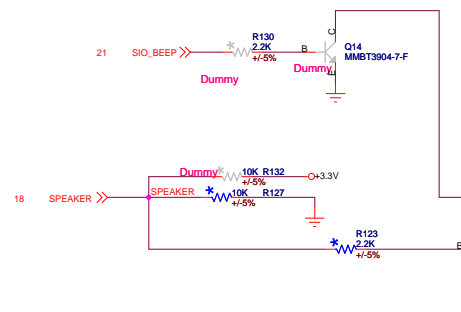 R130
2.2K
+/-5%
C
21 SIO_BEEP
B
Q14
MMBT3904-7-F
Dummy
Dummy
E
Dummy
10K R132
+/-5%
+3.3V
18 SPEAKER
SPEAKER
10K R127
+/-5%
R123
2.2K
+/-5%